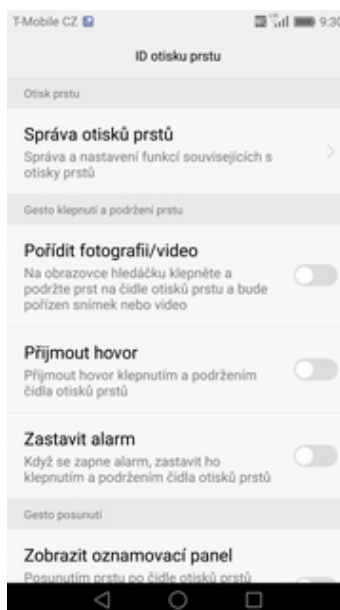 T-Mobile CZ
9:30
ID otisku prstu
Otisk prstu
Správa otisků prstů
Správa a nastavení funkcí souvisejících s
otisky prstů
Gesto klepnutí a podržení prstu
Pořídit fotografii/video
Na obrazovce hledáčku klepněte a
podržte prst na čidle otisků prstu a bude
pořízen snímek nebo video
Přijmout hovor
Přijmout hovor klepnutím a podržením
čidla otisků prstů
Zastavit alarm
Když se zapne alarm, zastavit ho
klepnutím a podržením čidla otisků prstů
Gesto posunutí
Zobrazit oznamovací panel
Posunutím prstu po čidle otisků prstů